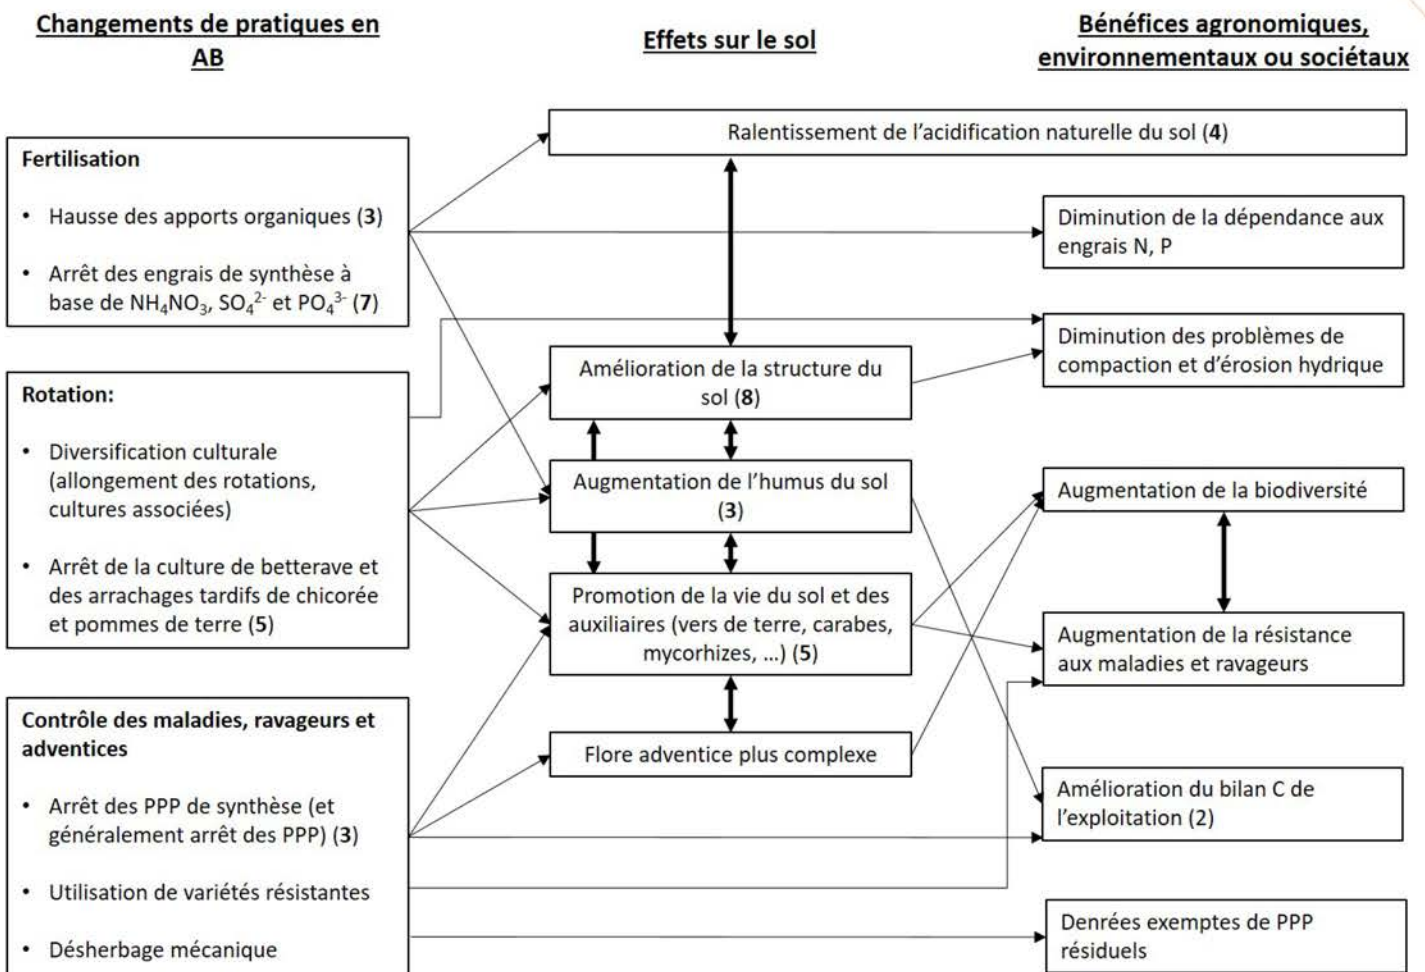 Changements de pratiques en
AB
Effets sur le sol
Bénéfices agronomiques,
environnementaux ou sociétaux
Fertilisation
• Hausse des apports organiques (3)
• Arrêt des engrais de synthèse à
base de NH₄NO₃, SO₄²⁻ et PO₄³⁻ (7)
Rotation:
• Diversification culturale
(allongement des rotations,
cultures associées)
• Arrêt de la culture de betterave et
des arrachages tardifs de chicorée
et pommes de terre (5)
Contrôle des maladies, ravageurs et
adventices
• Arrêt des PPP de synthèse (et
généralement arrêt des PPP) (3)
• Utilisation de variétés résistantes
• Désherbage mécanique
Ralentissement de l'acidification naturelle du sol (4)
Amélioration de la structure du
sol (8)
Augmentation de l'humus du sol
(3)
Promotion de la vie du sol et des
auxiliaires (vers de terre, carabes,
mycorhizes, ...) (5)
Flore adventice plus complexe
Diminution de la dépendance aux
engrais N, P
Diminution des problèmes de
compaction et d'érosion hydrique
Augmentation de la biodiversité
Augmentation de la résistance
aux maladies et ravageurs
Amélioration du bilan C de
l'exploitation (2)
Denrées exemptes de PPP
résiduels